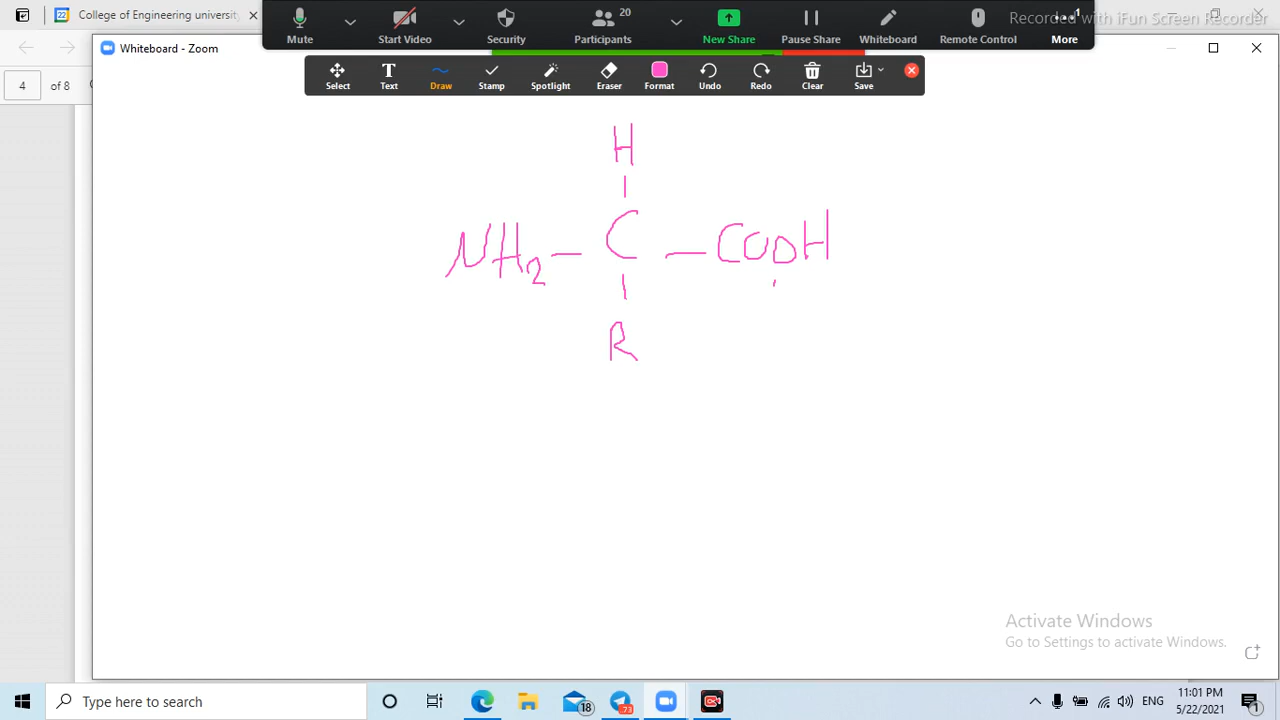 College of Engineering universit
20
1
Recorded with iFun Screen Recorder
Mute
Start Video
Security
Participants
New Share
Pause Share
Whiteboard
Remote Control
More
Whiteboard - Zoom
4 of 8
Select
Text
Draw
Stamp
Spotlight
Eraser
Format
Undo
Redo
Clear
Save
H
NH2 - C - COOH
R
Activate Windows
Go to Settings to activate Windows.
Type here to search
18
73
ENG
11:01 PM
5/22/2021
1